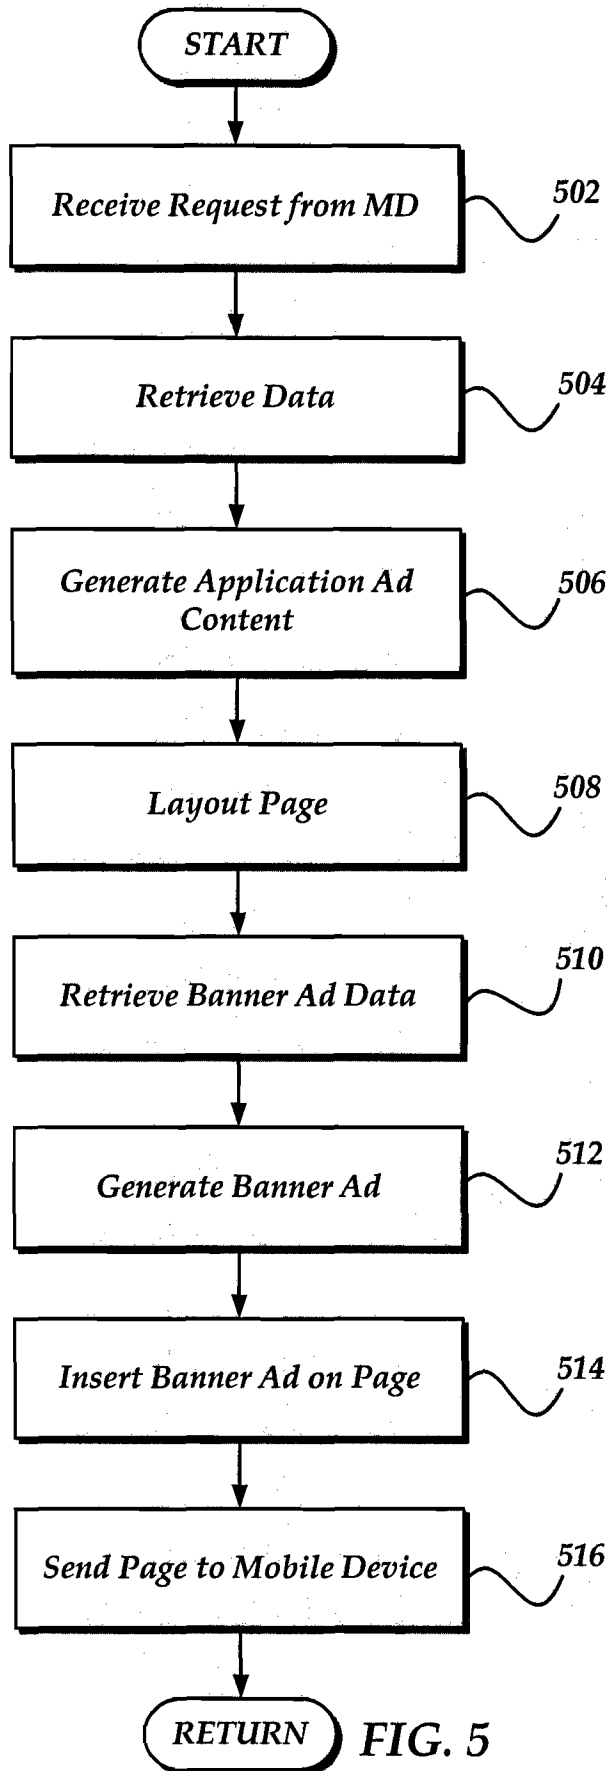 START
Receive Request from MD
502
Retrieve Data
504
Generate Application Ad
Content
506
Layout Page
508
Retrieve Banner Ad Data
510
Generate Banner Ad
512
Insert Banner Ad on Page
514
Send Page to Mobile Device
516
RETURN
FIG. 5